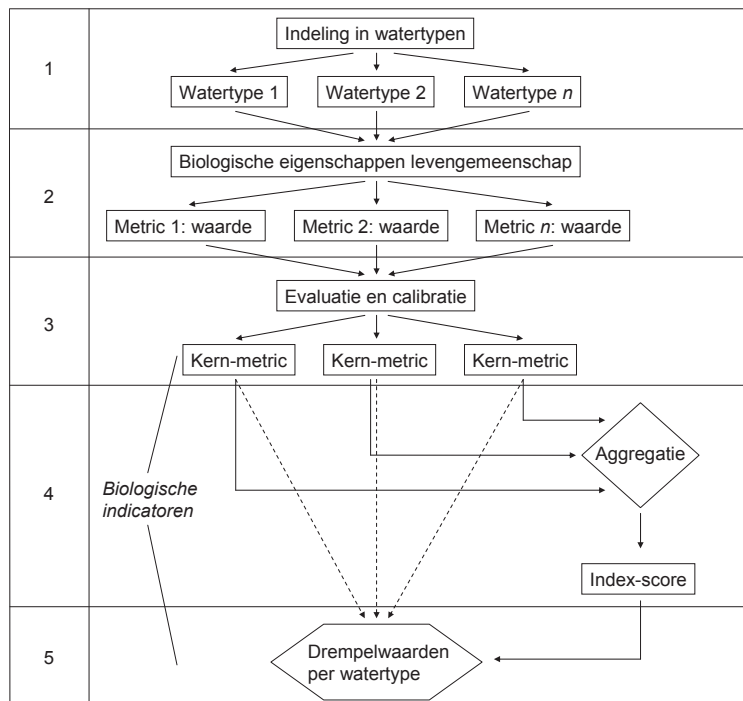 1
Indeling in watertypen
Watertype 1
Watertype 2
Watertype n
2
Biologische eigenschappen levengemeenschap
Metric 1: waarde
Metric 2: waarde
Metric n: waarde
3
Evaluatie en calibratie
Kern-metric
Kern-metric
Kern-metric
4
Biologische
indicatoren
Aggregatie
Index-score
5
Drempelwaarden
per watertype